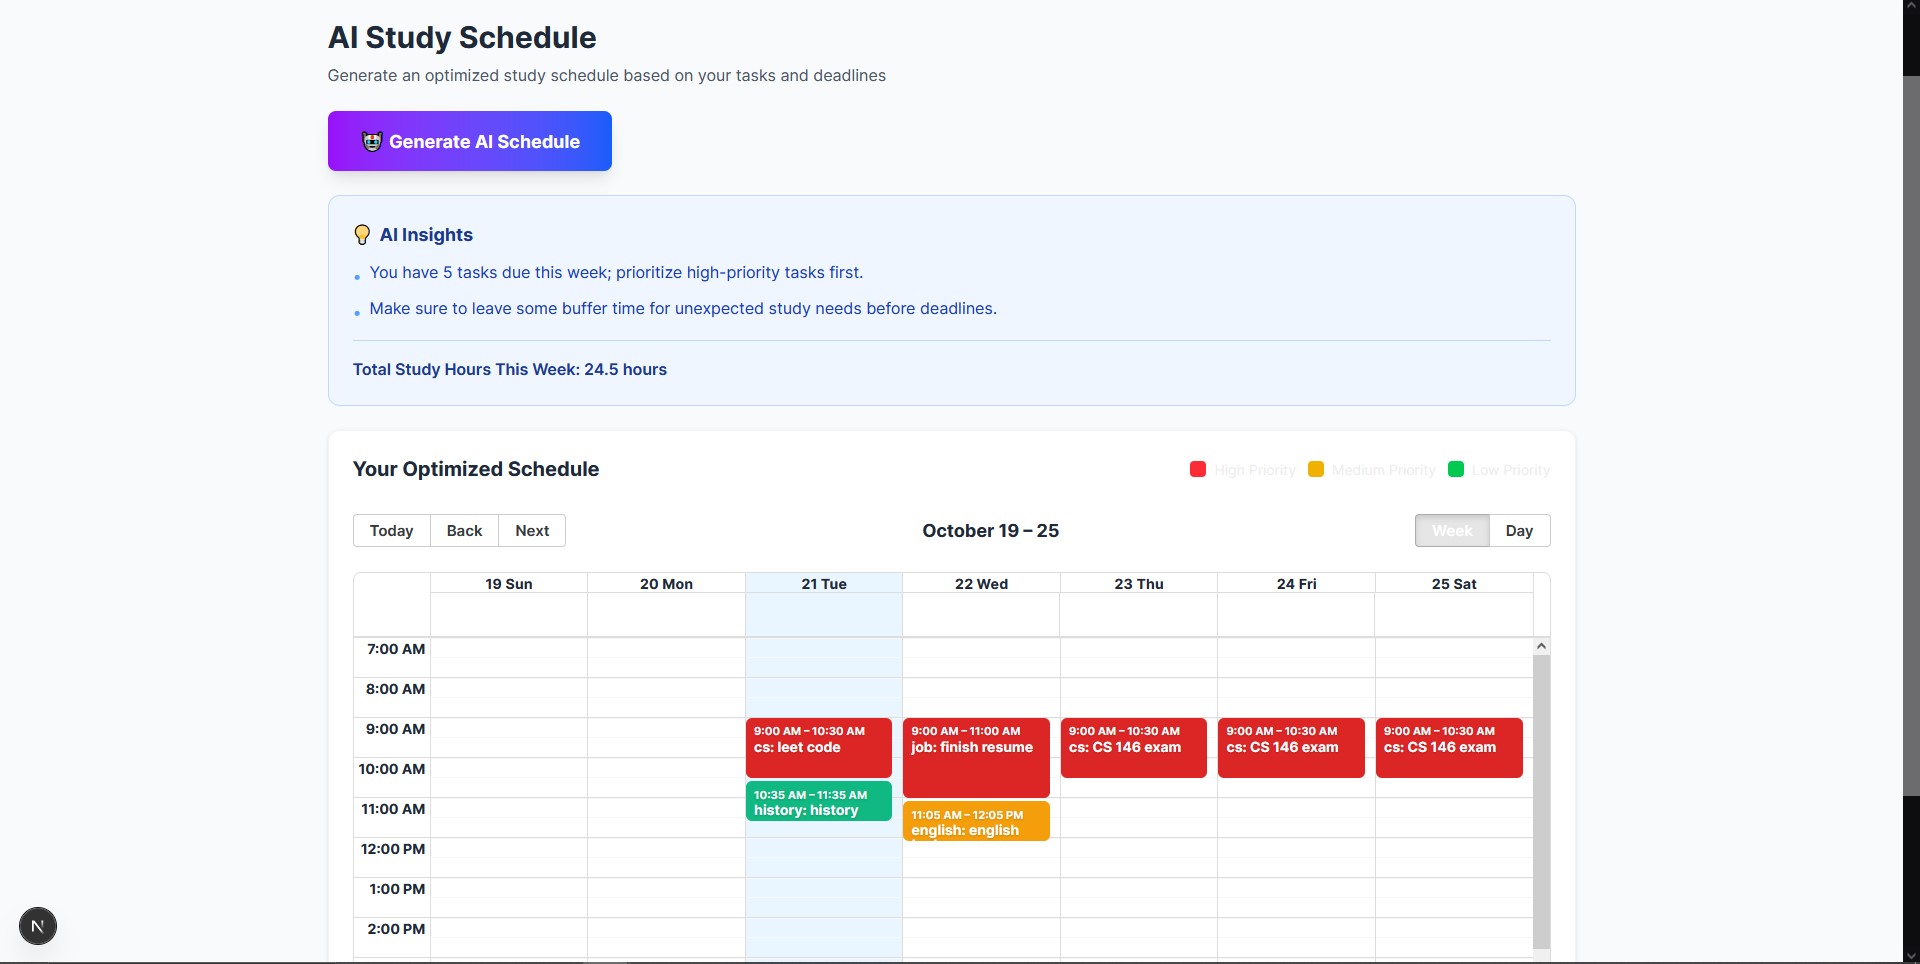 AI Study Schedule
Generate an optimized study schedule based on your tasks and deadlines
Generate AI Schedule
AI Insights
You have 5 tasks due this week; prioritize high-priority tasks first.
Make sure to leave some buffer time for unexpected study needs before deadlines.
Total Study Hours This Week: 24.5 hours
Your Optimized Schedule
High Priority
Medium Priority
Low Priority
Today
Back
Next
October 19 – 25
Week
Day
19 Sun
20 Mon
21 Tue
22 Wed
23 Thu
24 Fri
25 Sat
7:00 AM
8:00 AM
9:00 AM
9:00 AM – 10:30 AM
cs: leet code
9:00 AM – 11:00 AM
job: finish resume
9:00 AM – 10:30 AM
cs: CS 146 exam
9:00 AM – 10:30 AM
cs: CS 146 exam
9:00 AM – 10:30 AM
cs: CS 146 exam
10:00 AM
10:35 AM – 11:35 AM
history: history
11:00 AM
11:05 AM – 12:05 PM
english: english
12:00 PM
1:00 PM
2:00 PM
N